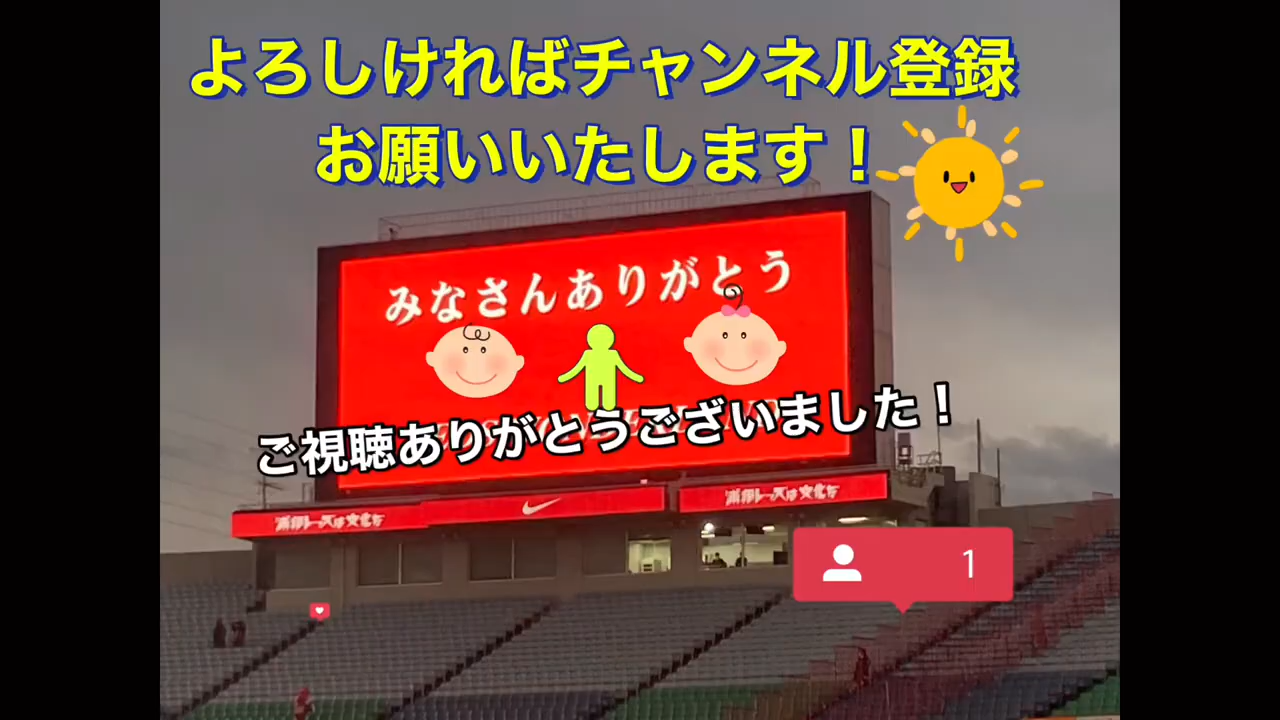 よろしければチャンネル登録
お願いいたします！
みなさんありがとう
ご視聴ありがとうございました！
1